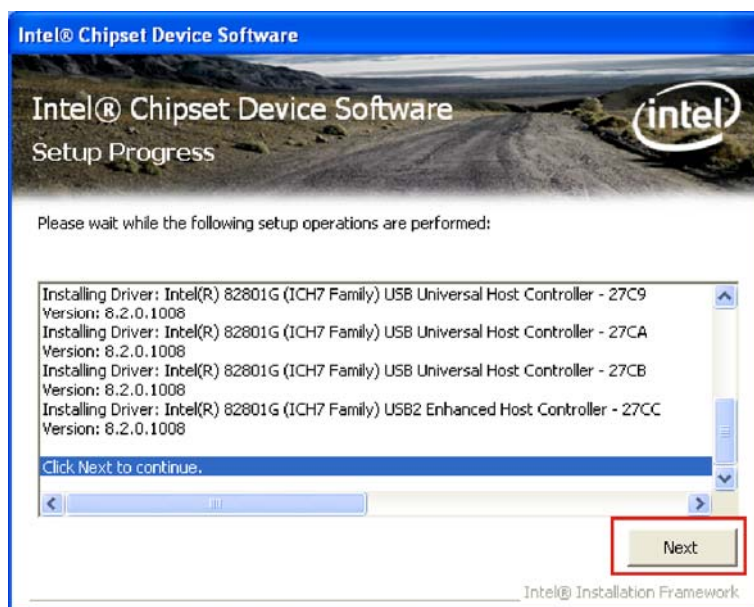 Intel® Chipset Device Software
Intel® Chipset Device Software
intel
Setup Progress
Please wait while the following setup operations are performed:
Installing Driver: Intel(R) 82801G (ICH7 Family) USB Universal Host Controller - 27C9
Version: 8.2.0.1008
Installing Driver: Intel(R) 82801G (ICH7 Family) USB Universal Host Controller - 27CA
Version: 8.2.0.1008
Installing Driver: Intel(R) 82801G (ICH7 Family) USB Universal Host Controller - 27CB
Version: 8.2.0.1008
Installing Driver: Intel(R) 82801G (ICH7 Family) USB2 Enhanced Host Controller - 27CC
Version: 8.2.0.1008
Click Next to continue.
Next
Intel® Installation Framework